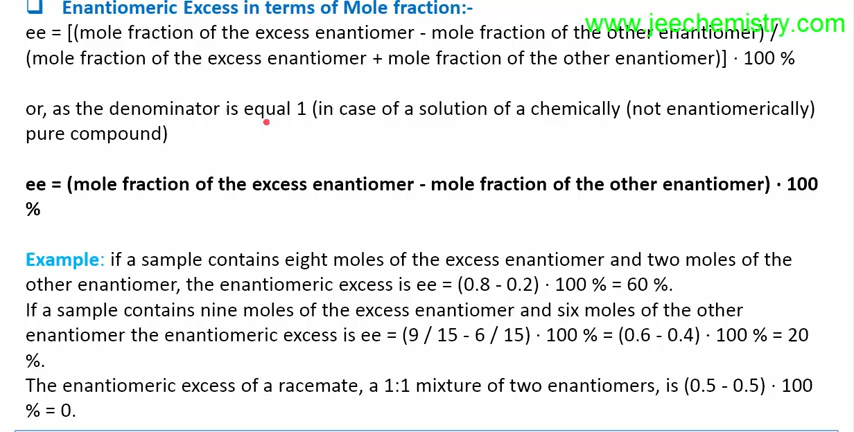 ❑ Enantiomeric Excess in terms of Mole fraction:-
www.jeechemistry.com
ee = [(mole fraction of the excess enantiomer - mole fraction of the other enantiomer) /
(mole fraction of the excess enantiomer + mole fraction of the other enantiomer)] · 100 %
or, as the denominator is equal 1 (in case of a solution of a chemically (not enantiomerically)
pure compound)
ee = (mole fraction of the excess enantiomer - mole fraction of the other enantiomer) · 100
%
Example: if a sample contains eight moles of the excess enantiomer and two moles of the
other enantiomer, the enantiomeric excess is ee = (0.8 - 0.2) · 100 % = 60 %.
If a sample contains nine moles of the excess enantiomer and six moles of the other
enantiomer the enantiomeric excess is ee = (9 / 15 - 6 / 15) · 100 % = (0.6 - 0.4) · 100 % = 20
%.
The enantiomeric excess of a racemate, a 1:1 mixture of two enantiomers, is (0.5 - 0.5) · 100
% = 0.